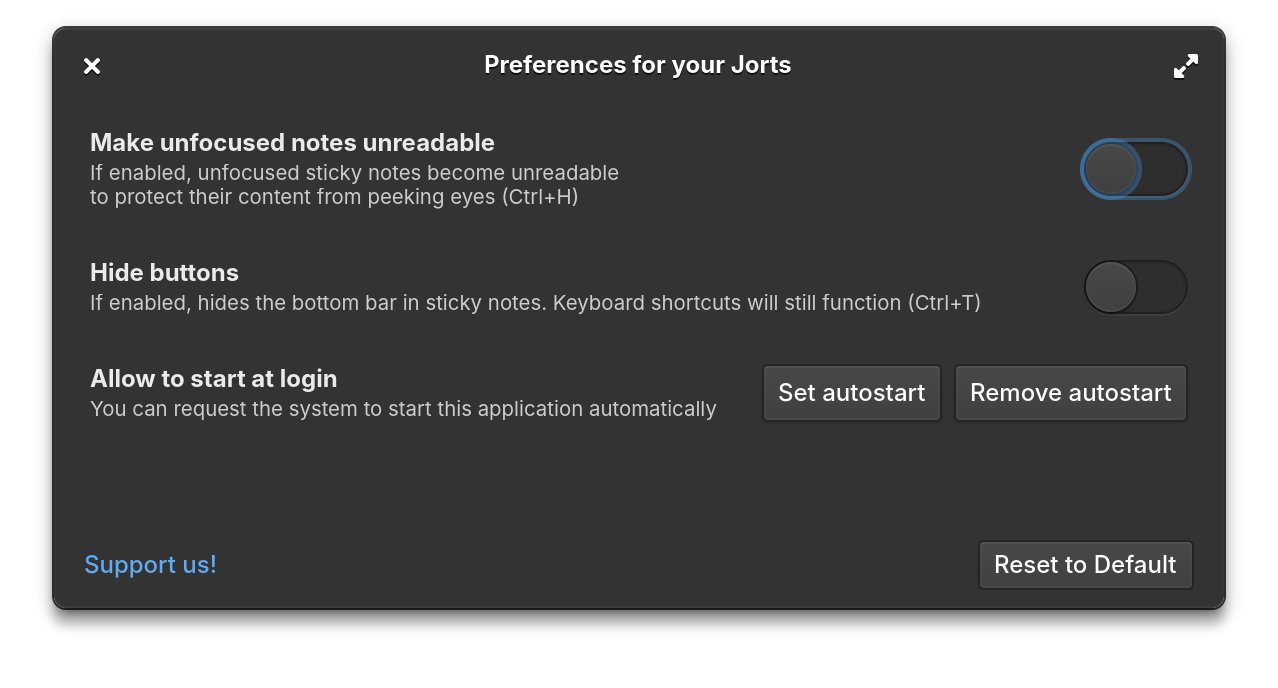 Preferences for your Jorts
Make unfocused notes unreadable
If enabled, unfocused sticky notes become unreadable
to protect their content from peeking eyes (Ctrl+H)
Hide buttons
If enabled, hides the bottom bar in sticky notes. Keyboard shortcuts will still function (Ctrl+T)
Allow to start at login
You can request the system to start this application automatically
Set autostart
Remove autostart
Support us!
Reset to Default